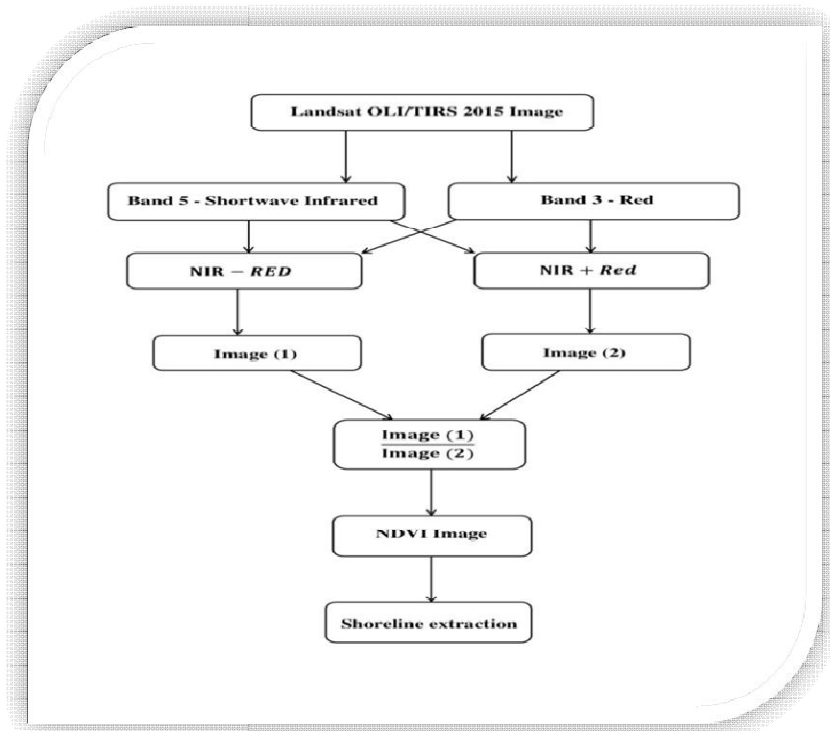 Landsat OLI/TIRS 2015 Image
Band 5 - Shortwave Infrared
Band 3 - Red
NIR − RED
NIR + Red
Image (1)
Image (2)
Image (1)
Image (2)
NDVI Image
Shoreline extraction